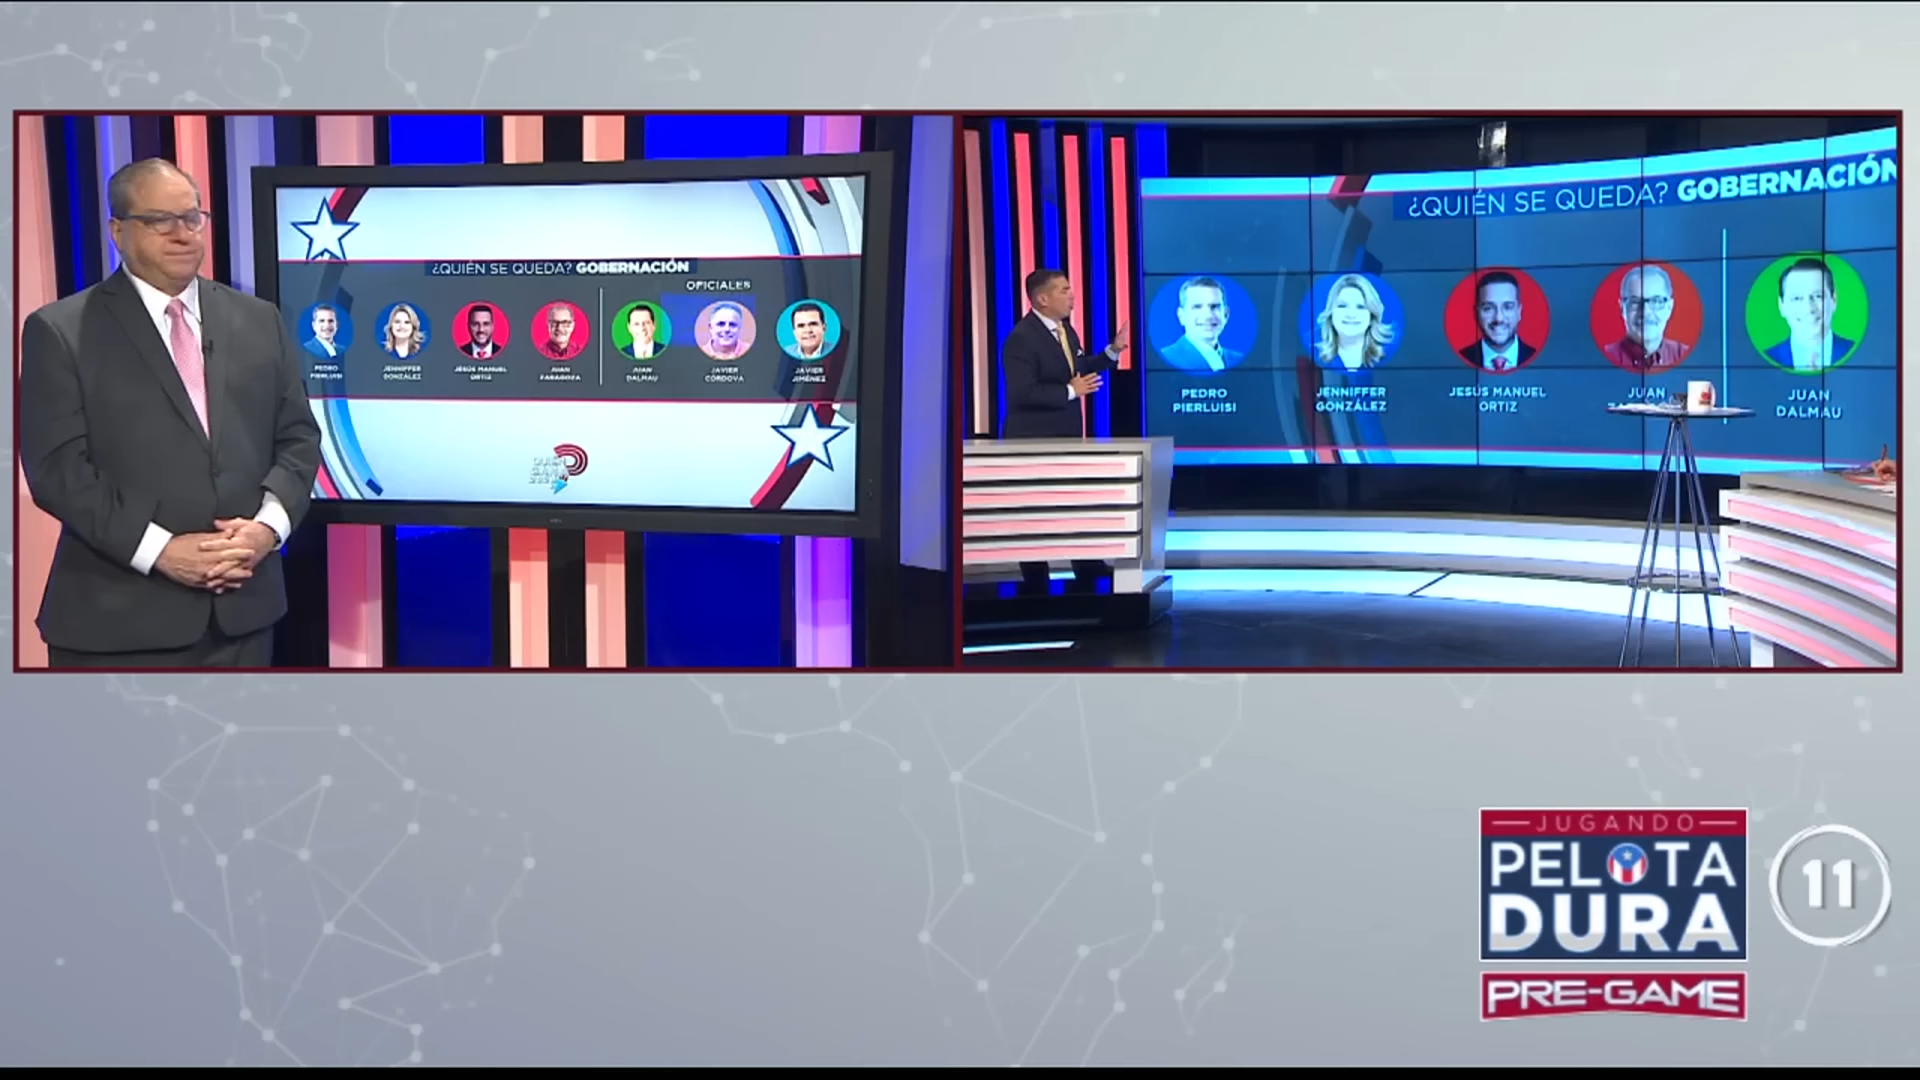 ¿QUIÉN SE QUEDA? GOBERNACIÓN
OFICIALES
PEDRO
PIERLUISI
JENNIFFER
GONZÁLEZ
JESÚS MANUEL
ORTIZ
JUAN
ZARAGOZA
JUAN
DALMAU
JAVIER
CÓRDOVA
JAVIER
JIMÉNEZ
QUIÉN
GANA
¿QUIÉN SE QUEDA? GOBERNACIÓN
PEDRO
PIERLUISI
JENNIFFER
GONZÁLEZ
JESÚS MANUEL
ORTIZ
JUAN
JUAN
DALMAU
JUGANDO
PELOTA
DURA
PRE-GAME
11